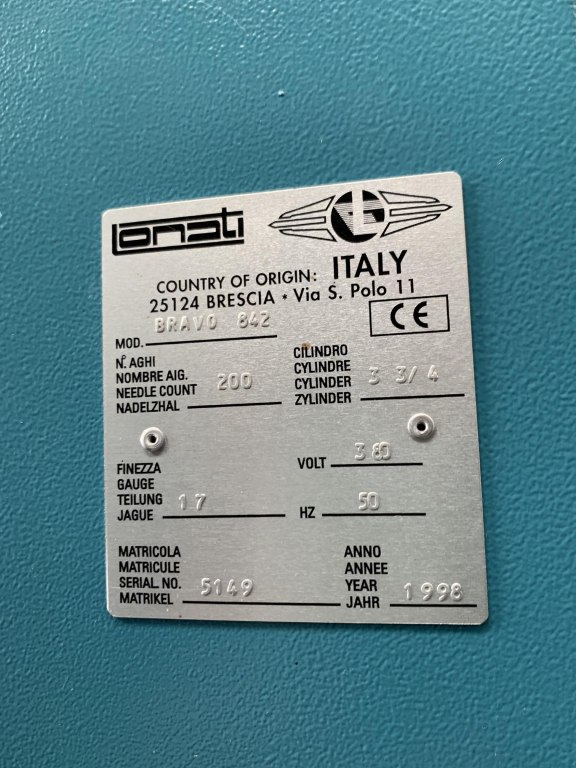 Lonati
L
COUNTRY OF ORIGIN: ITALY
25124 BRESCIA • Via S. Polo 11
CE
MOD. BRAVO 842
N. AGHI
NOMBRE AIG.
NEEDLE COUNT 200
NADELZHAL
CILINDRO
CYLINDRE
CYLINDER 3 3/4
ZYLINDER
FINEZZA
GAUGE
TEILUNG
JAGUE 17
VOLT 380
HZ 50
MATRICOLA
MATRICULE
SERIAL. NO. 5149
MATRIKEL
ANNO
ANNEE
YEAR 1998
JAHR